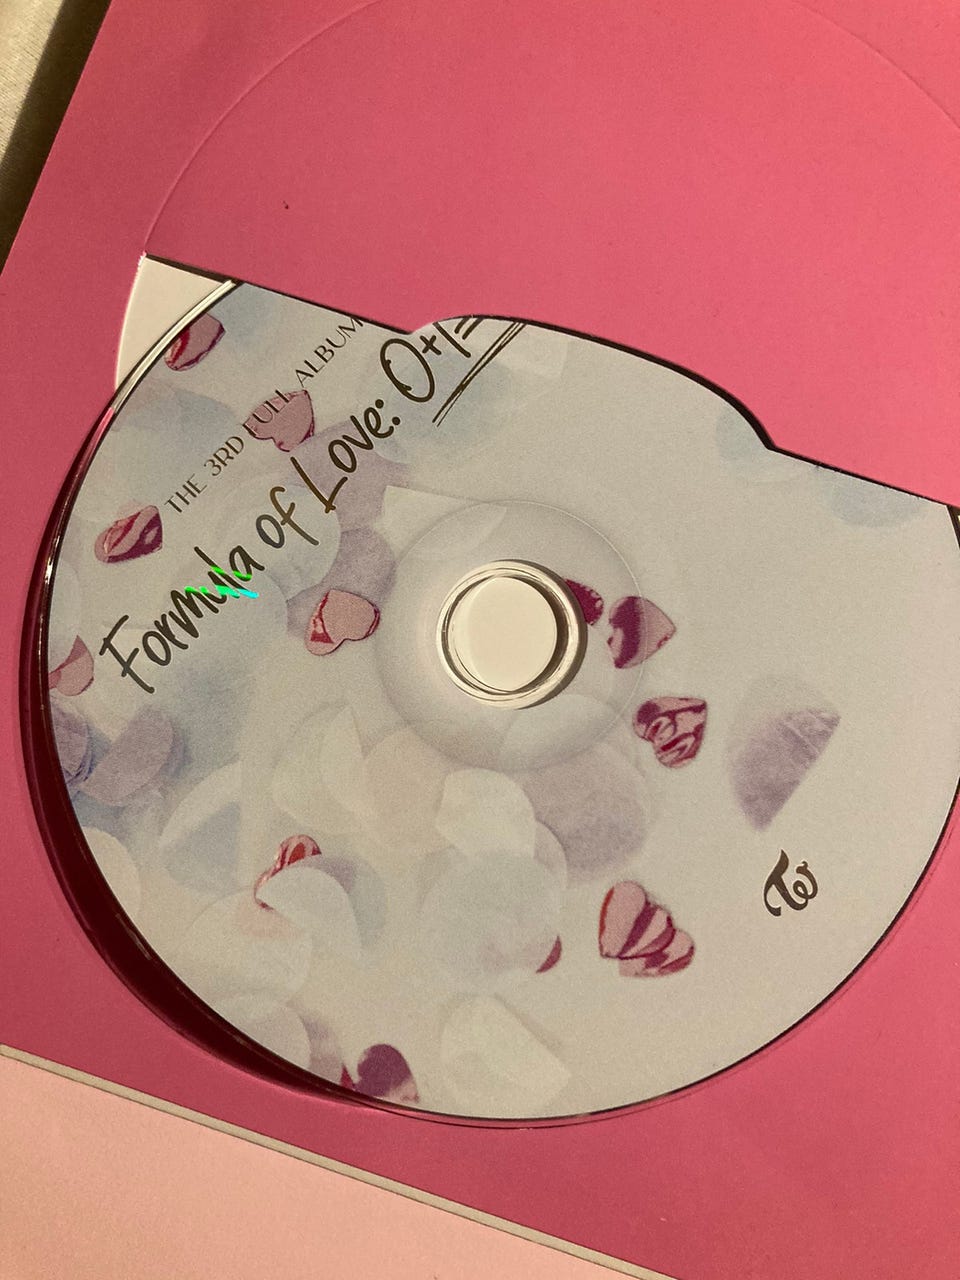 THE 3RD FULL ALBUM
Formula of Love: O+T=